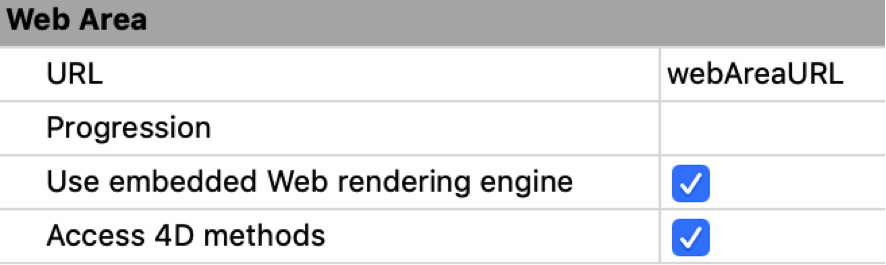 Web Area
URL webAreaURL
Progression
Use embedded Web rendering engine
Access 4D methods